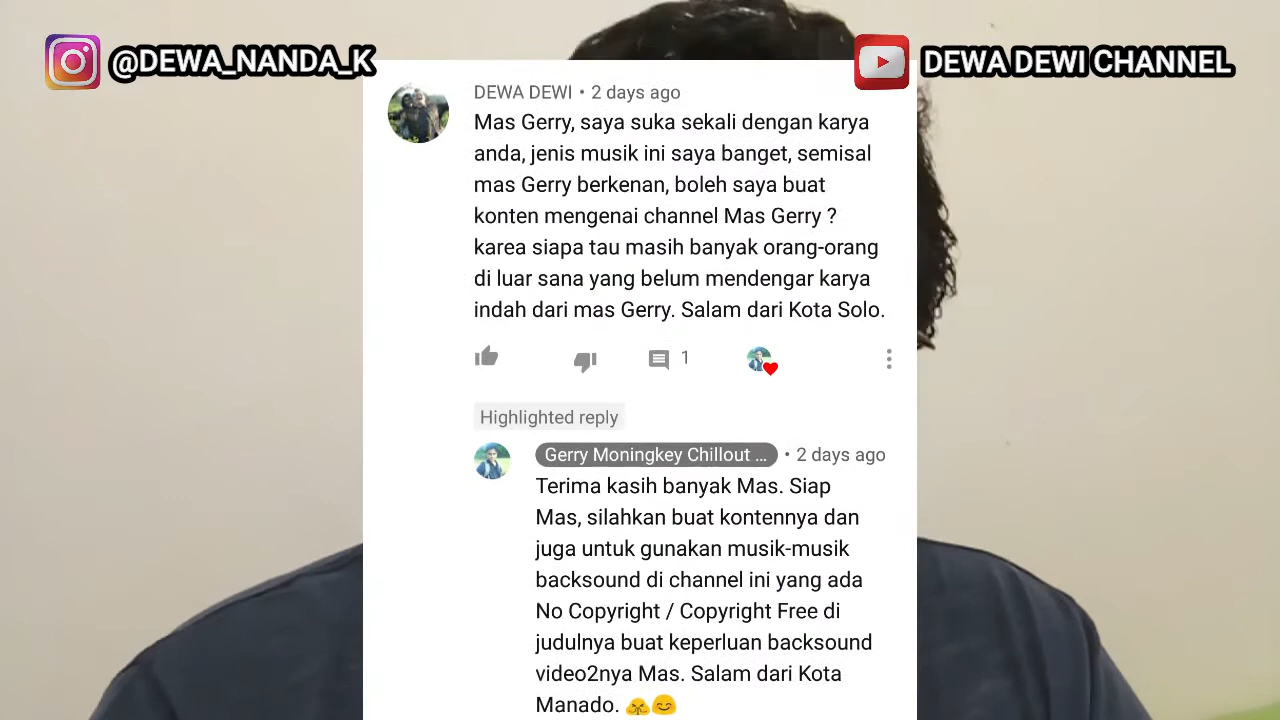 @DEWA_NANDA_K
DEWA DEWI CHANNEL
DEWA DEWI • 2 days ago
Mas Gerry, saya suka sekali dengan karya
anda, jenis musik ini saya banget, semisal
mas Gerry berkenan, boleh saya buat
konten mengenai channel Mas Gerry ?
karea siapa tau masih banyak orang-orang
di luar sana yang belum mendengar karya
indah dari mas Gerry. Salam dari Kota Solo.
1
Highlighted reply
Gerry Moningkey Chillout ... • 2 days ago
Terima kasih banyak Mas. Siap
Mas, silahkan buat kontennya dan
juga untuk gunakan musik-musik
backsound di channel ini yang ada
No Copyright / Copyright Free di
judulnya buat keperluan backsound
video2nya Mas. Salam dari Kota
Manado. 🙏😊